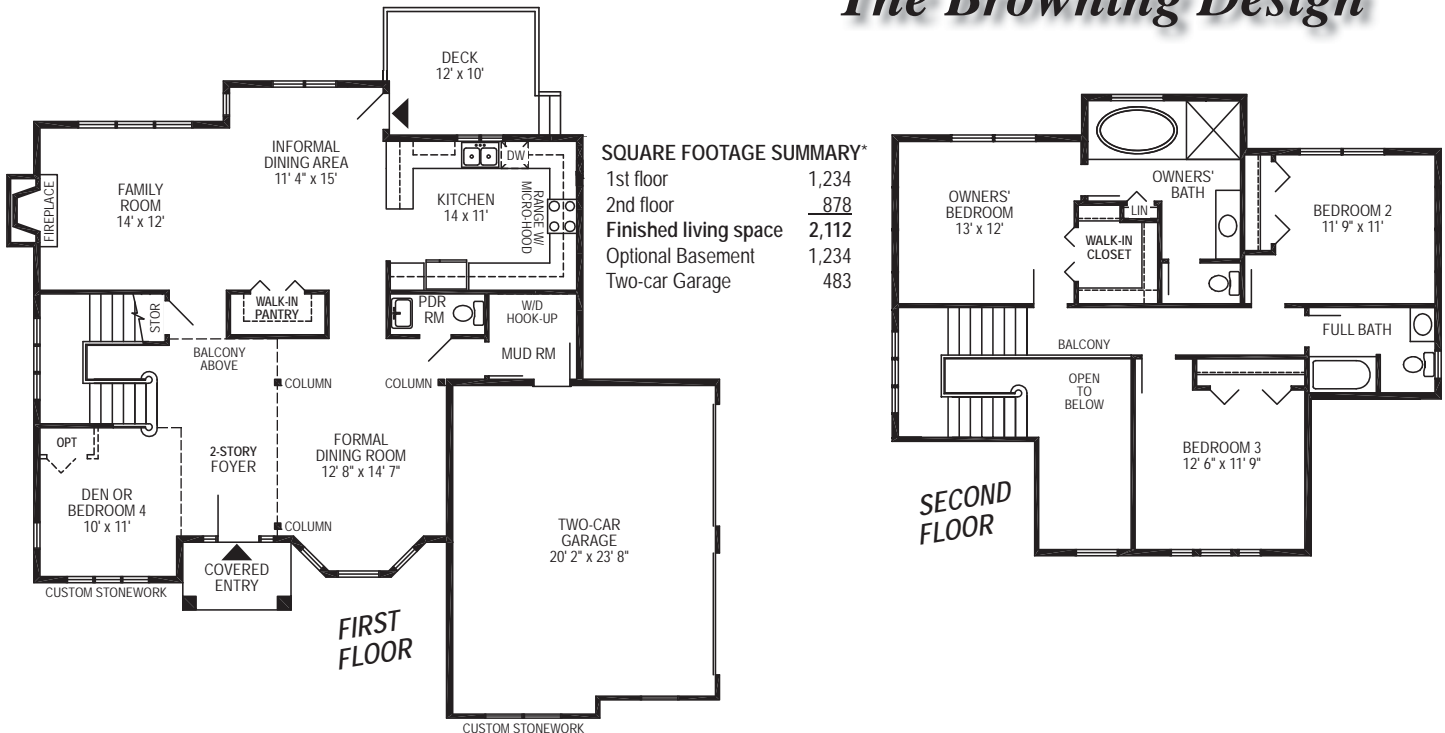 The Browning Design
DECK
12' x 10'
INFORMAL
DINING AREA
11' 4" x 15'
FAMILY
ROOM
14' x 12'
FIREPLACE
DW
KITCHEN
14 x 11'
RANGE W/
MICRO-HOOD
STOR
WALK-IN
PANTRY
PDR
RM
W/D
HOOK-UP
MUD RM
BALCONY
ABOVE
COLUMN
COLUMN
OPT
2-STORY
FOYER
FORMAL
DINING ROOM
12' 8" x 14' 7"
DEN OR
BEDROOM 4
10' x 11'
COLUMN
COVERED
ENTRY
CUSTOM STONEWORK
TWO-CAR
GARAGE
20' 2" x 23' 8"
CUSTOM STONEWORK
FIRST
FLOOR
SQUARE FOOTAGE SUMMARY*
1st floor 1,234
2nd floor 878
Finished living space 2,112
Optional Basement 1,234
Two-car Garage 483
OWNERS'
BEDROOM
13' x 12'
OWNERS'
BATH
LIN
WALK-IN
CLOSET
BEDROOM 2
11' 9" x 11'
FULL BATH
BALCONY
OPEN
TO
BELOW
BEDROOM 3
12' 6" x 11' 9"
SECOND
FLOOR